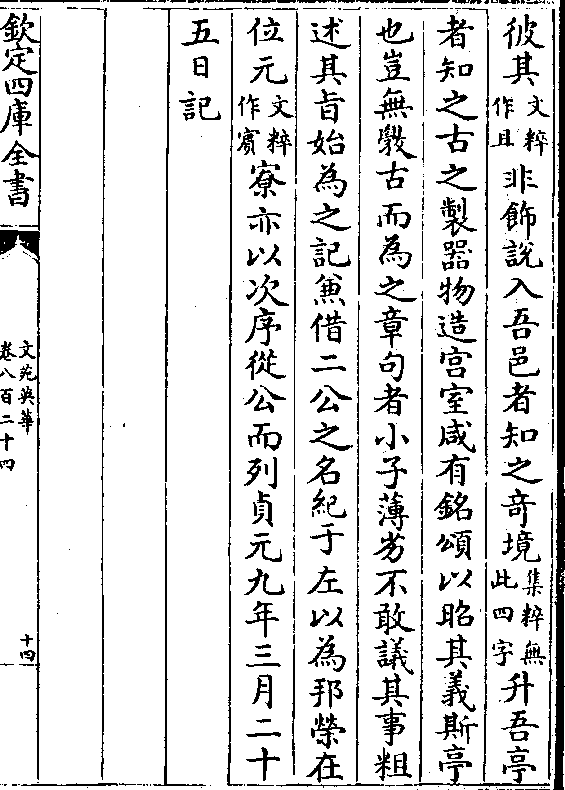 彼其文粹作且非飾說入吾邑者知之竒境集粹無此四字升吾亭
者知之古之製器物造宫室咸有銘頌以昭其義斯亭
也豈無斅古而為之章句者小子薄劣不敢議其事粗
述其旨始為之記兼借二公之名紀于左以為邦榮在
位元文粹作賓寮亦以次序從公而列貞元九年三月二十
五日記
欽定四庫全書
文苑英華
卷八百二十四
十四